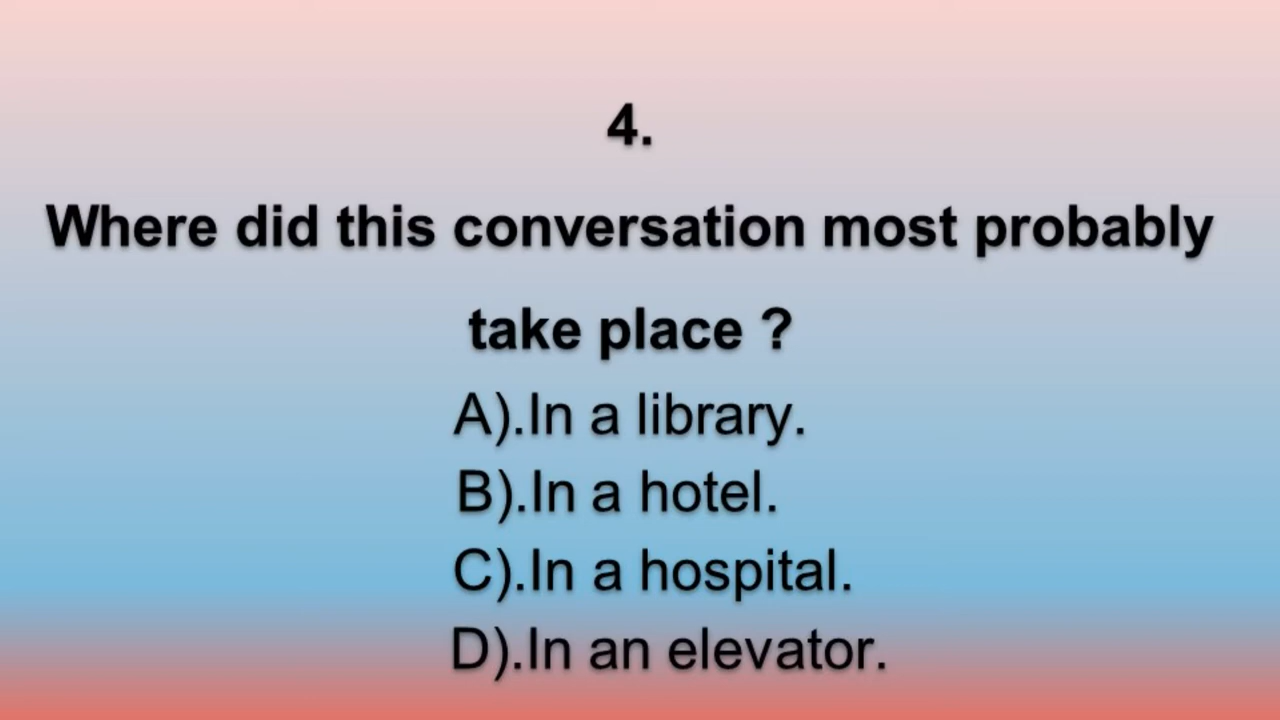 4.
Where did this conversation most probably
take place ?
A).In a library.
B).In a hotel.
C).In a hospital.
D).In an elevator.